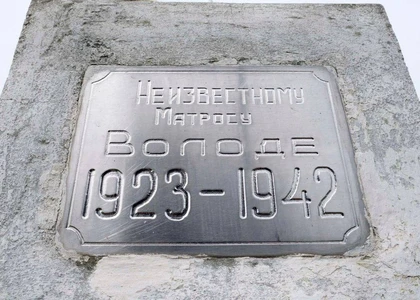 Неизвестному
Матросу
Володе
1923-1942